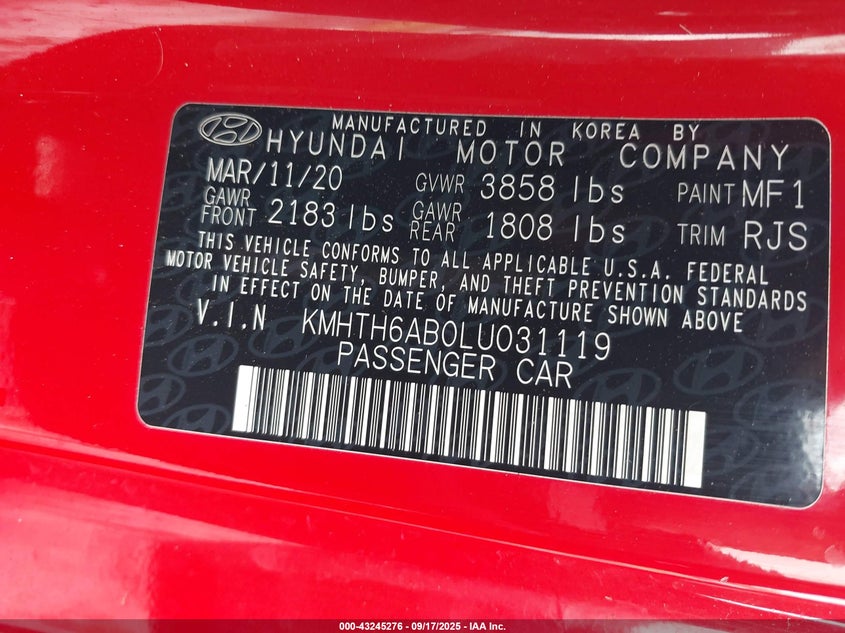 MANUFACTURED IN KOREA BY
HYUNDAI MOTOR COMPANY
MAR/11/20 GVWR 3858 lbs PAINT MF1
GAWR FRONT 2183 lbs GAWR REAR 1808 lbs TRIM RJS
THIS VEHICLE CONFORMS TO ALL APPLICABLE U.S.A. FEDERAL
MOTOR VEHICLE SAFETY, BUMPER, AND THEFT PREVENTION STANDARDS
IN EFFECT ON THE DATE OF MANUFACTURE SHOWN ABOVE
V.I.N KMHTH6AB0LU031119
PASSENGER CAR
000-43245276 - 09/17/2025 - IAA Inc.